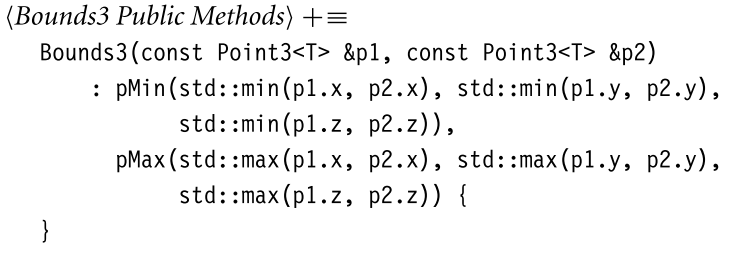 ⟨Bounds3 Public Methods⟩ +≡
Bounds3(const Point3<T> &p1, const Point3<T> &p2)
: pMin(std::min(p1.x, p2.x), std::min(p1.y, p2.y),
std::min(p1.z, p2.z)),
pMax(std::max(p1.x, p2.x), std::max(p1.y, p2.y),
std::max(p1.z, p2.z)) {
}